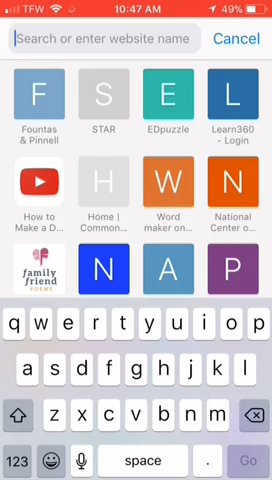 TFW 10:47 AM 49%
Search or enter website name Cancel
F S E L
Fountas & Pinnell
STAR
EDpuzzle
Learn360 - Login
H W N
How to Make a D...
Home | Common...
Word maker on...
National Center o...
family friend POEMS
N A P
q w e r t y u i o p
a s d f g h j k l
z x c v b n m
123 space . Go